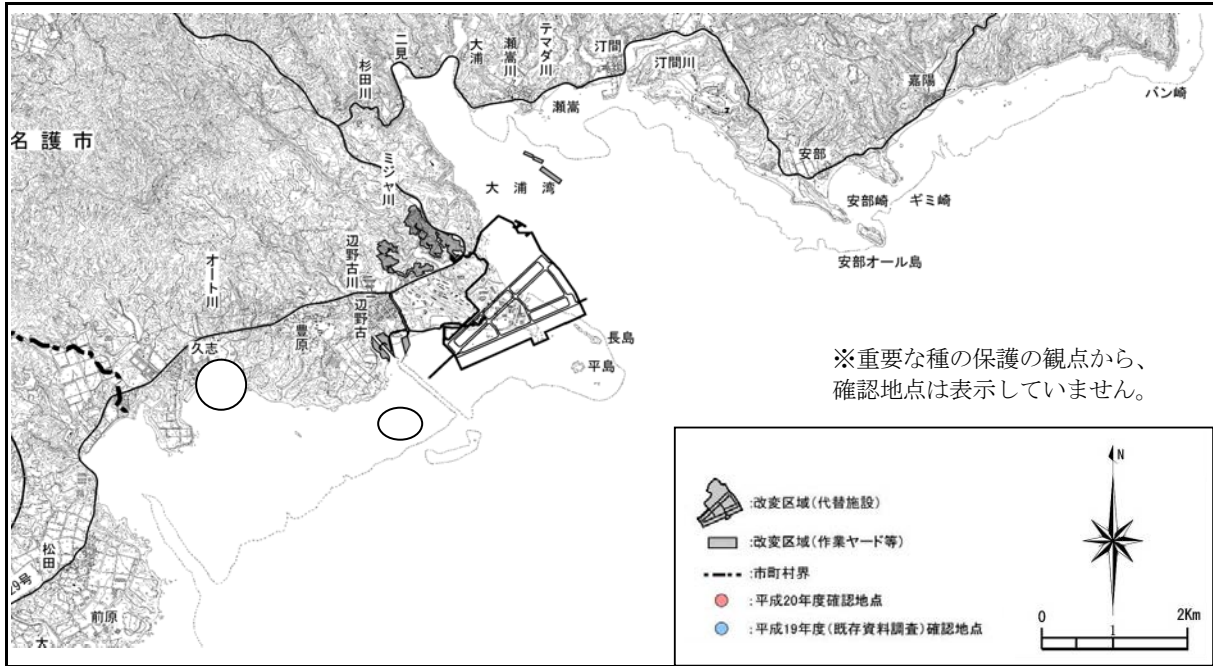 二見
大浦
瀬嵩川
テマダ川
汀間
汀間川
嘉陽
バン崎
杉田川
瀬嵩
安部
名護市
ミジャ川
大浦湾
安部崎
ギミ崎
安部オール島
辺野古川
辺野古
オート川
豊原
久志
長島
平島
※重要な種の保護の観点から、
確認地点は表示していません。
松田
29号
前原
大
:改変区域(代替施設)
:改変区域(作業ヤード等)
:市町村界
:平成20年度確認地点
:平成19年度(既存資料調査)確認地点
N
0 1 2Km